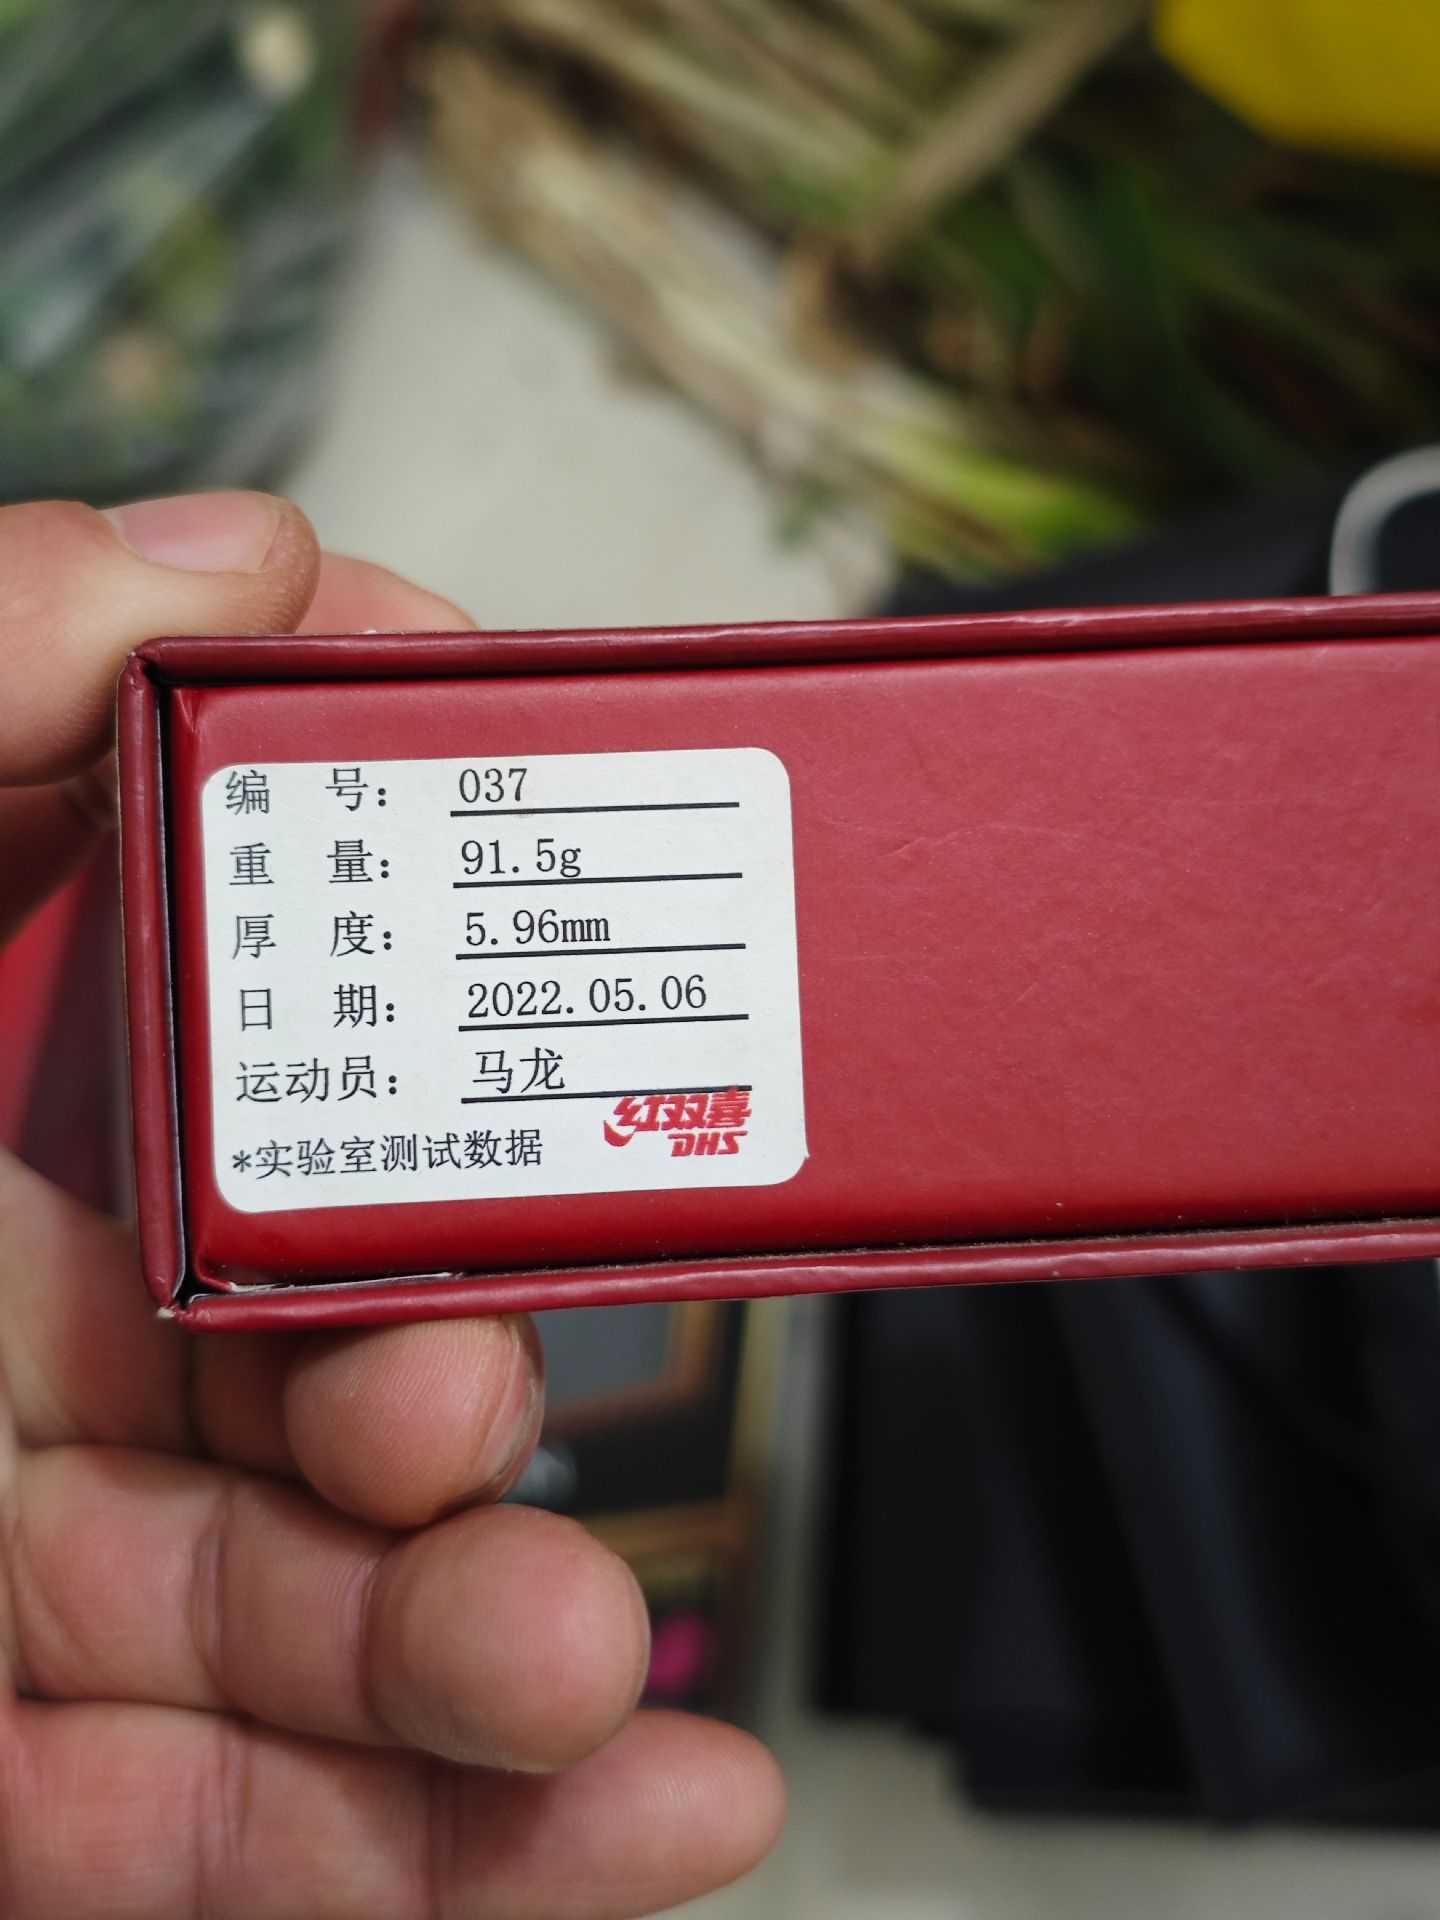 编 号： 037
重 量： 91.5g
厚 度： 5.96mm
日 期： 2022.05.06
运动员： 马龙
红双喜
DHS
*实验室测试数据